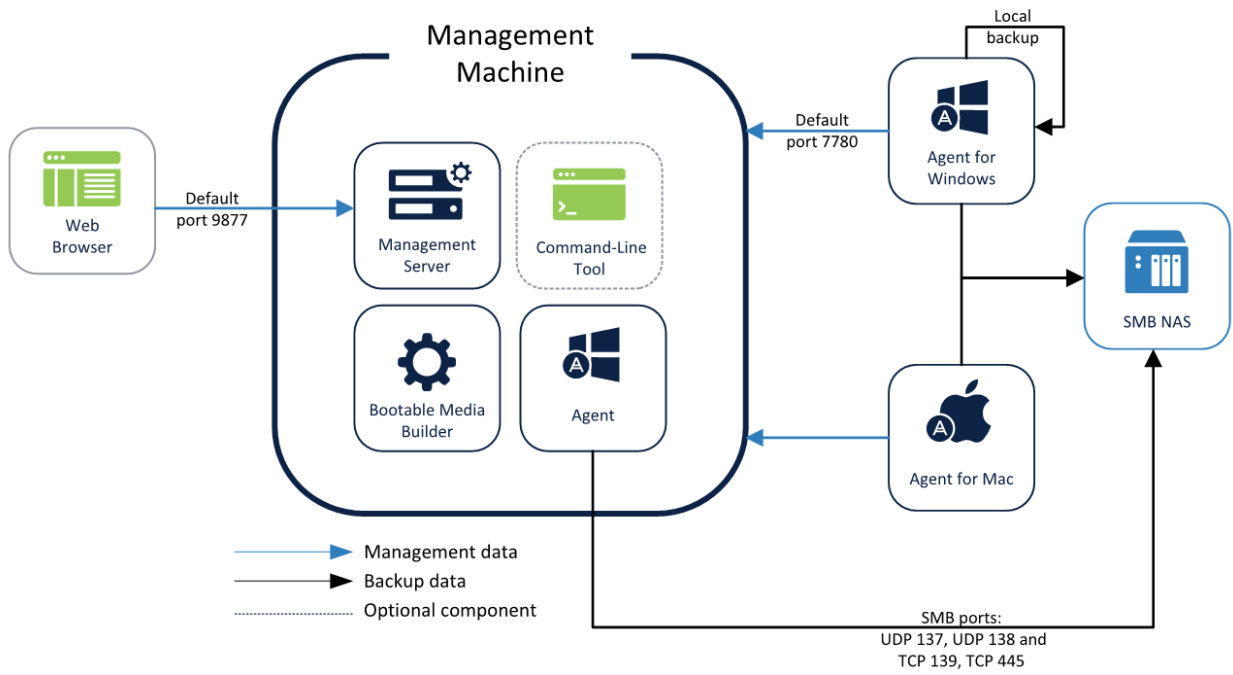 Management
Machine
Local
backup
Default
port 7780
Agent for
Windows
Web
Browser
Default
port 9877
Management
Server
Command-Line
Tool
SMB NAS
Bootable Media
Builder
Agent
Agent for Mac
Management data
Backup data
Optional component
SMB ports:
UDP 137, UDP 138 and
TCP 139, TCP 445